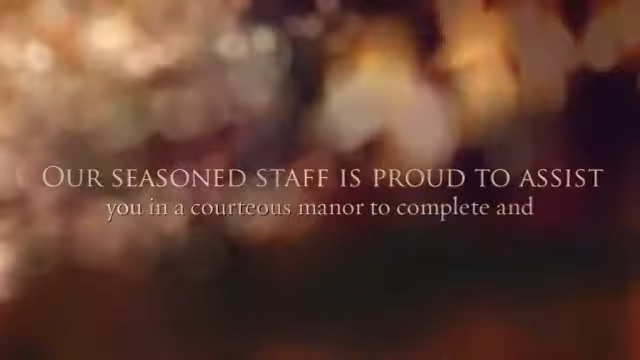 OUR SEASONED STAFF IS PROUD TO ASSIST
you in a courteous manor to complete and